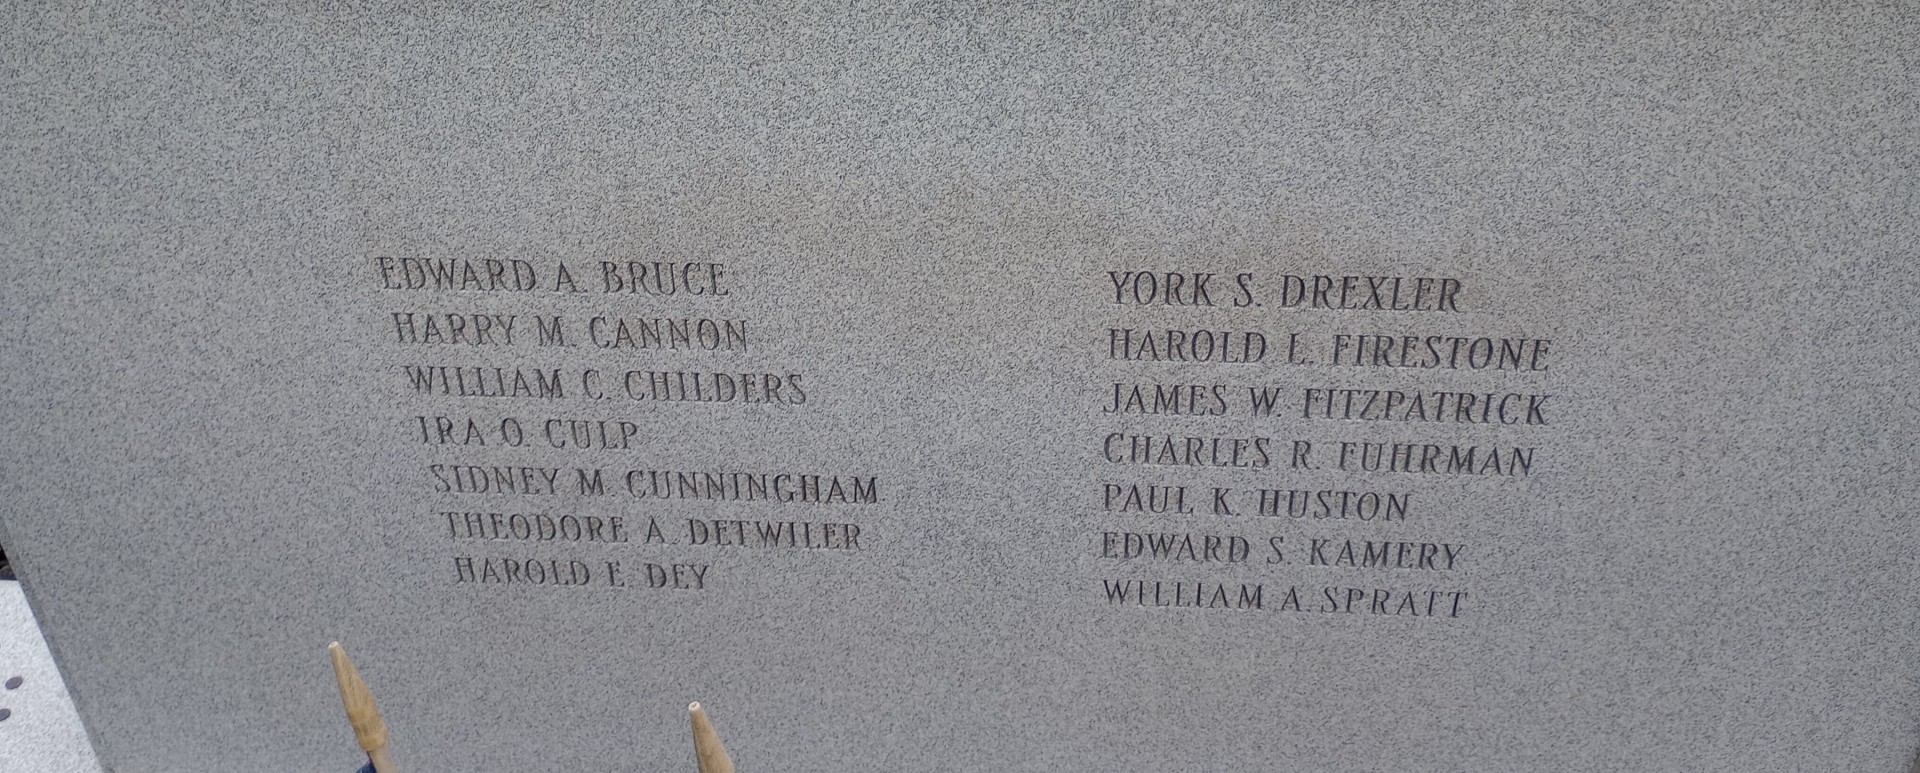 EDWARD A. BRUCE
HARRY M. CANNON
WILLIAM C. CHILDERS
IRA O. CULP
SIDNEY M. CUNNINGHAM
THEODORE A. DETWILER
HAROLD E. DEY
YORK S. DREXLER
HAROLD L. FIRESTONE
JAMES W. FITZPATRICK
CHARLES R. FUHRMAN
PAUL K. HUSTON
EDWARD S. KAMERY
WILLIAM A. SPRATT